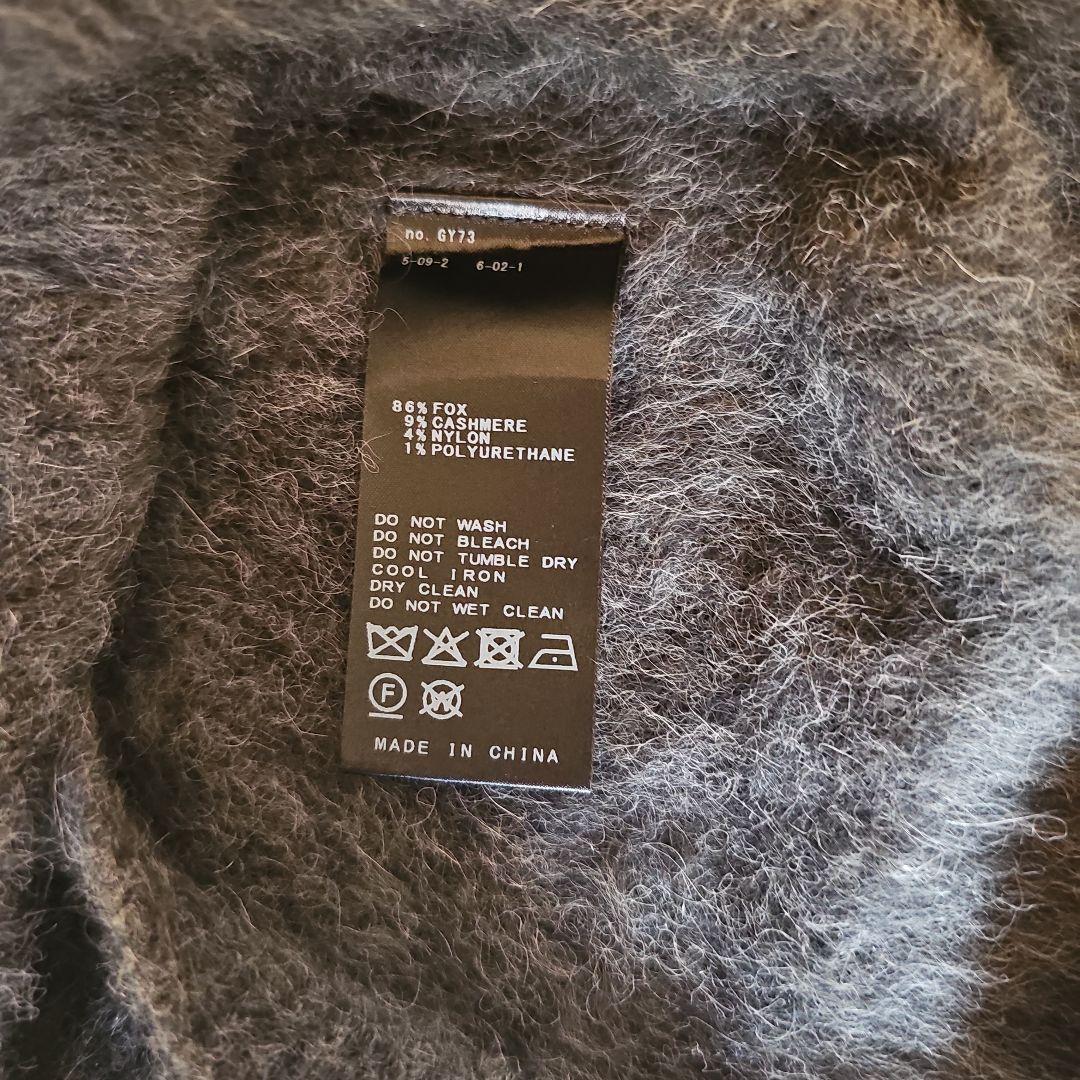 no. GY73
5-09-2 6-02-1
86% FOX
9% CASHMERE
4% NYLON
1% POLYURETHANE
DO NOT WASH
DO NOT BLEACH
DO NOT TUMBLE DRY
COOL IRON
DRY CLEAN
DO NOT WET CLEAN
F W
MADE IN CHINA